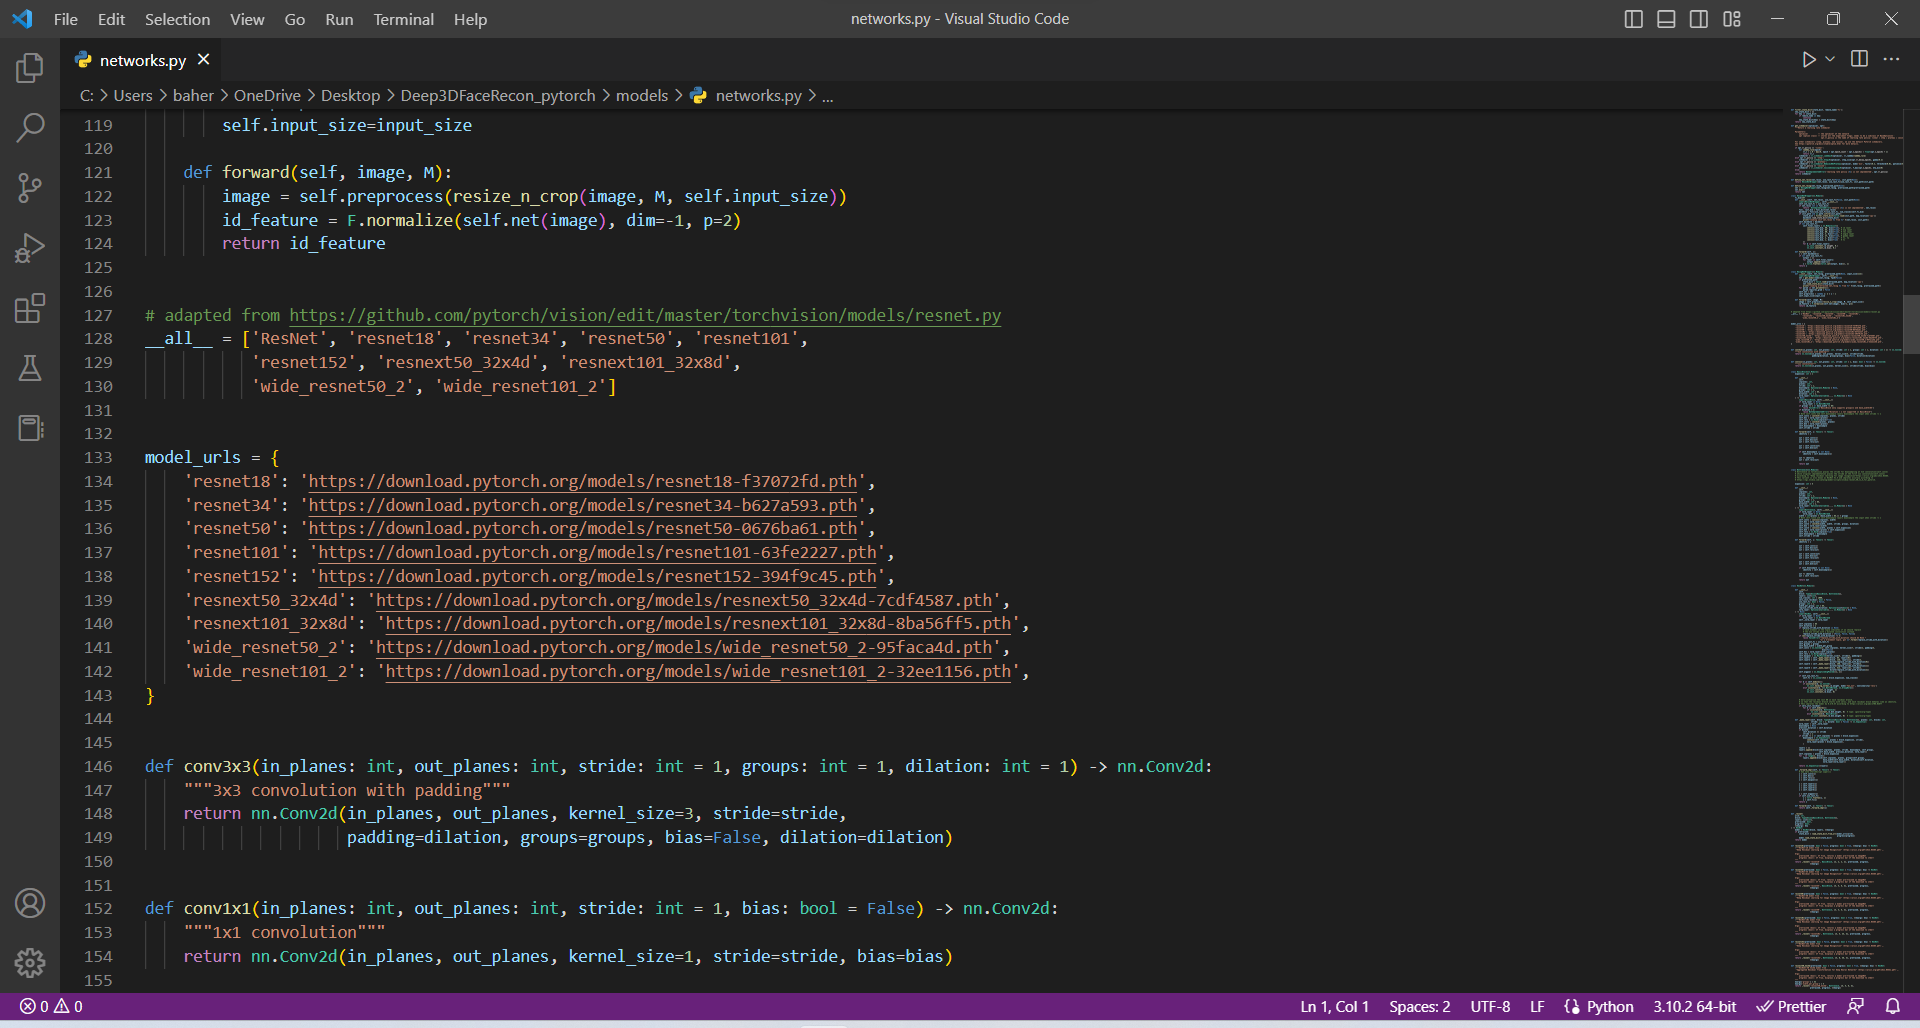 File Edit Selection View Go Run Terminal Help
networks.py - Visual Studio Code
networks.py
C: > Users > baher > OneDrive > Desktop > Deep3DFaceRecon_pytorch > models > networks.py > ...
119 self.input_size=input_size
120
121 def forward(self, image, M):
122 image = self.preprocess(resize_n_crop(image, M, self.input_size))
123 id_feature = F.normalize(self.net(image), dim=-1, p=2)
124 return id_feature
125
126
127 # adapted from https://github.com/pytorch/vision/edit/master/torchvision/models/resnet.py
128 __all__ = ['ResNet', 'resnet18', 'resnet34', 'resnet50', 'resnet101',
129 'resnet152', 'resnext50_32x4d', 'resnext101_32x8d',
130 'wide_resnet50_2', 'wide_resnet101_2']
131
132
133 model_urls = {
134 'resnet18': 'https://download.pytorch.org/models/resnet18-f37072fd.pth',
135 'resnet34': 'https://download.pytorch.org/models/resnet34-b627a593.pth',
136 'resnet50': 'https://download.pytorch.org/models/resnet50-0676ba61.pth',
137 'resnet101': 'https://download.pytorch.org/models/resnet101-63fe2227.pth',
138 'resnet152': 'https://download.pytorch.org/models/resnet152-394f9c45.pth',
139 'resnext50_32x4d': 'https://download.pytorch.org/models/resnext50_32x4d-7cdf4587.pth',
140 'resnext101_32x8d': 'https://download.pytorch.org/models/resnext101_32x8d-8ba56ff5.pth',
141 'wide_resnet50_2': 'https://download.pytorch.org/models/wide_resnet50_2-95faca4d.pth',
142 'wide_resnet101_2': 'https://download.pytorch.org/models/wide_resnet101_2-32ee1156.pth',
143 }
144
145
146 def conv3x3(in_planes: int, out_planes: int, stride: int = 1, groups: int = 1, dilation: int = 1) -> nn.Conv2d:
147 """3x3 convolution with padding"""
148 return nn.Conv2d(in_planes, out_planes, kernel_size=3, stride=stride,
149 padding=dilation, groups=groups, bias=False, dilation=dilation)
150
151
152 def conv1x1(in_planes: int, out_planes: int, stride: int = 1, bias: bool = False) -> nn.Conv2d:
153 """1x1 convolution"""
154 return nn.Conv2d(in_planes, out_planes, kernel_size=1, stride=stride, bias=bias)
155
0 0 Ln 1, Col 1 Spaces: 2 UTF-8 LF Python 3.10.2 64-bit Prettier